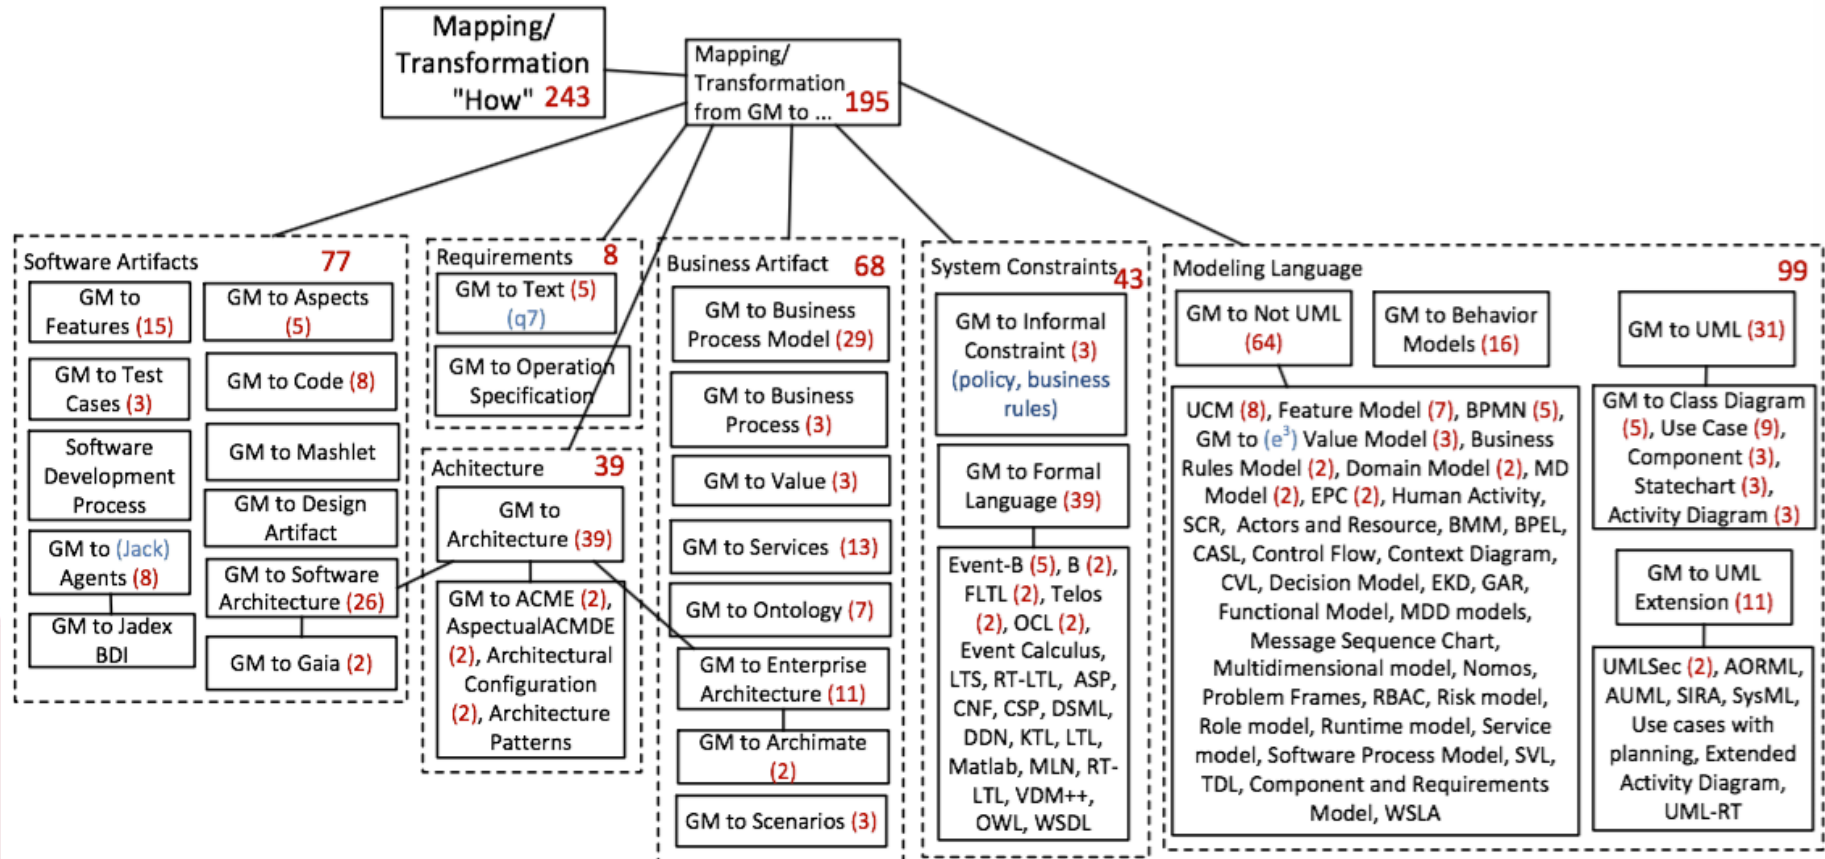 Mapping/
Transformation
"How" 243
Mapping/
Transformation
from GM to ... 195
Software Artifacts 77
GM to
Features (15)
GM to Test
Cases (3)
Software
Development
Process
GM to (Jack)
Agents (8)
GM to Jadex
BDI
GM to Aspects
(5)
GM to Code (8)
GM to Mashlet
GM to Design
Artifact
GM to Software
Architecture (26)
GM to Gaia (2)
Requirements 8
GM to Text (5)
(q7)
GM to Operation
Specification
Achitecture 39
GM to
Architecture (39)
GM to ACME (2),
AspectualACMDE
(2), Architectural
Configuration
(2), Architecture
Patterns
Business Artifact 68
GM to Business
Process Model (29)
GM to Business
Process (3)
GM to Value (3)
GM to Services (13)
GM to Ontology (7)
GM to Enterprise
Architecture (11)
GM to Archimate
(2)
GM to Scenarios (3)
System Constraints 43
GM to Informal
Constraint (3)
(policy, business
rules)
GM to Formal
Language (39)
Event-B (5), B (2),
FLTL (2), Telos
(2), OCL (2),
Event Calculus,
LTS, RT-LTL, ASP,
CNF, CSP, DSML,
DDN, KTL, LTL,
Matlab, MLN, RT-
LTL, VDM++,
OWL, WSDL
Modeling Language 99
GM to Not UML
(64)
GM to Behavior
Models (16)
GM to UML (31)
UCM (8), Feature Model (7), BPMN (5),
GM to (e³) Value Model (3), Business
Rules Model (2), Domain Model (2), MD
Model (2), EPC (2), Human Activity,
SCR, Actors and Resource, BMM, BPEL,
CASL, Control Flow, Context Diagram,
CVL, Decision Model, EKD, GAR,
Functional Model, MDD models,
Message Sequence Chart,
Multidimensional model, Nomos,
Problem Frames, RBAC, Risk model,
Role model, Runtime model, Service
model, Software Process Model, SVL,
TDL, Component and Requirements
Model, WSLA
GM to Class Diagram
(5), Use Case (9),
Component (3),
Statechart (3),
Activity Diagram (3)
GM to UML
Extension (11)
UMLSec (2), AORML,
AUML, SIRA, SysML,
Use cases with
planning, Extended
Activity Diagram,
UML-RT